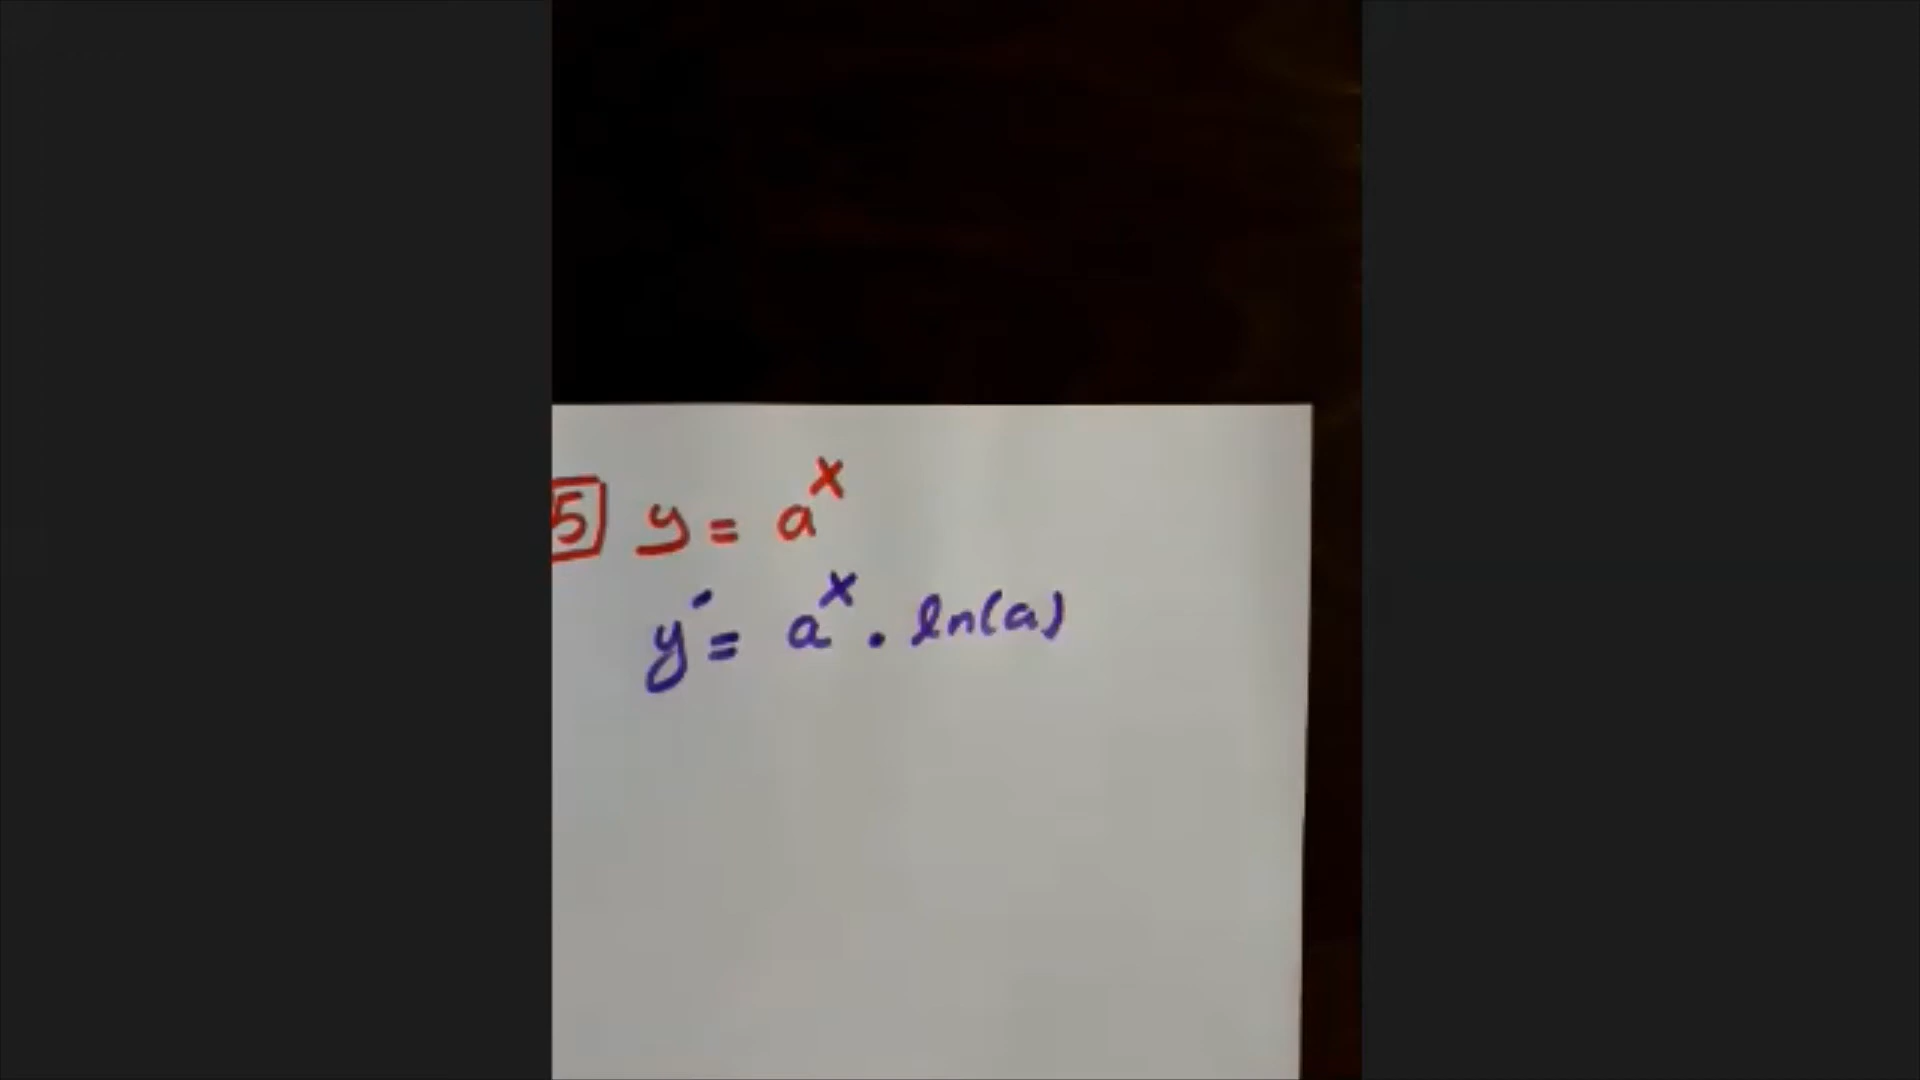 5 y = a^x
y' = a^x . ln(a)